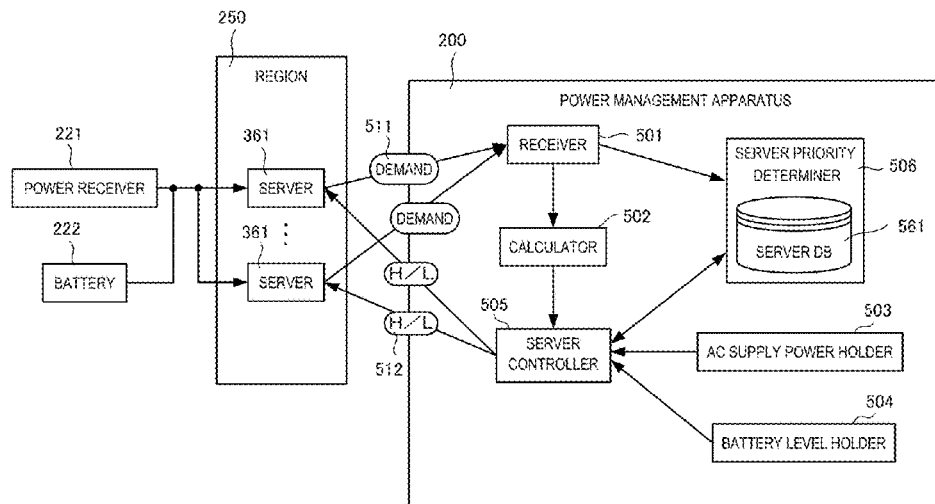 250
REGION
200
POWER MANAGEMENT APPARATUS
221
POWER RECEIVER
222
BATTERY
361
SERVER
361
SERVER
511
DEMAND
DEMAND
H/L
H/L
512
501
RECEIVER
502
CALCULATOR
505
SERVER
CONTROLLER
SERVER PRIORITY
DETERMINER
506
SERVER DB
561
503
AC SUPPLY POWER HOLDER
504
BATTERY LEVEL HOLDER